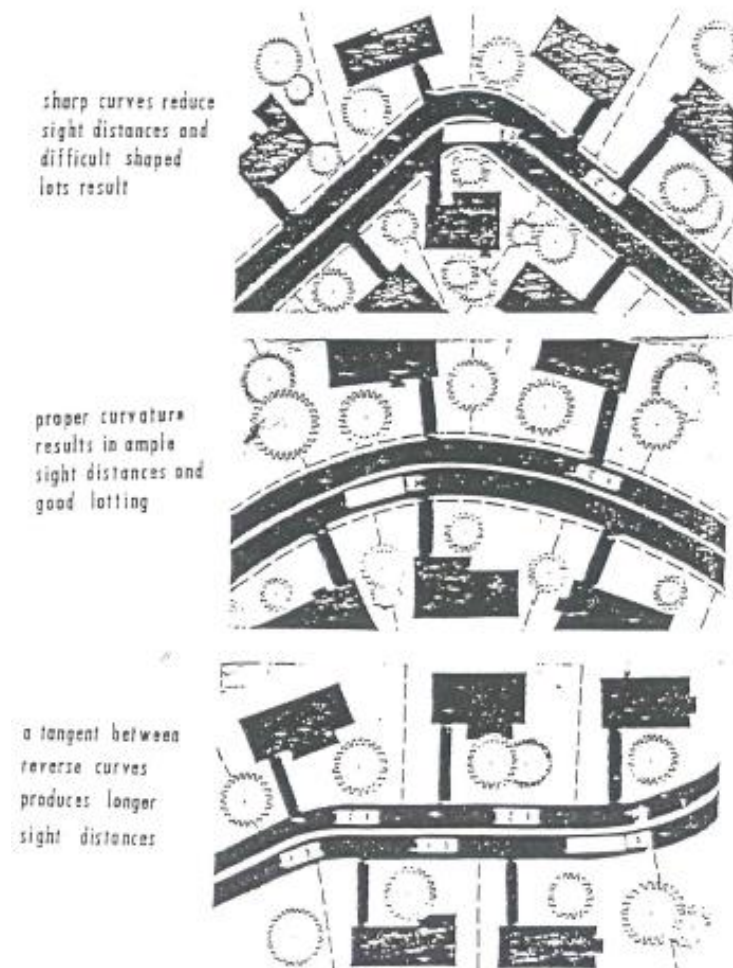 sharp curves reduce
sight distances and
difficult shaped
lots result
proper curvature
results in ample
sight distances and
good lotting
a tangent between
reverse curves
produces longer
sight distances